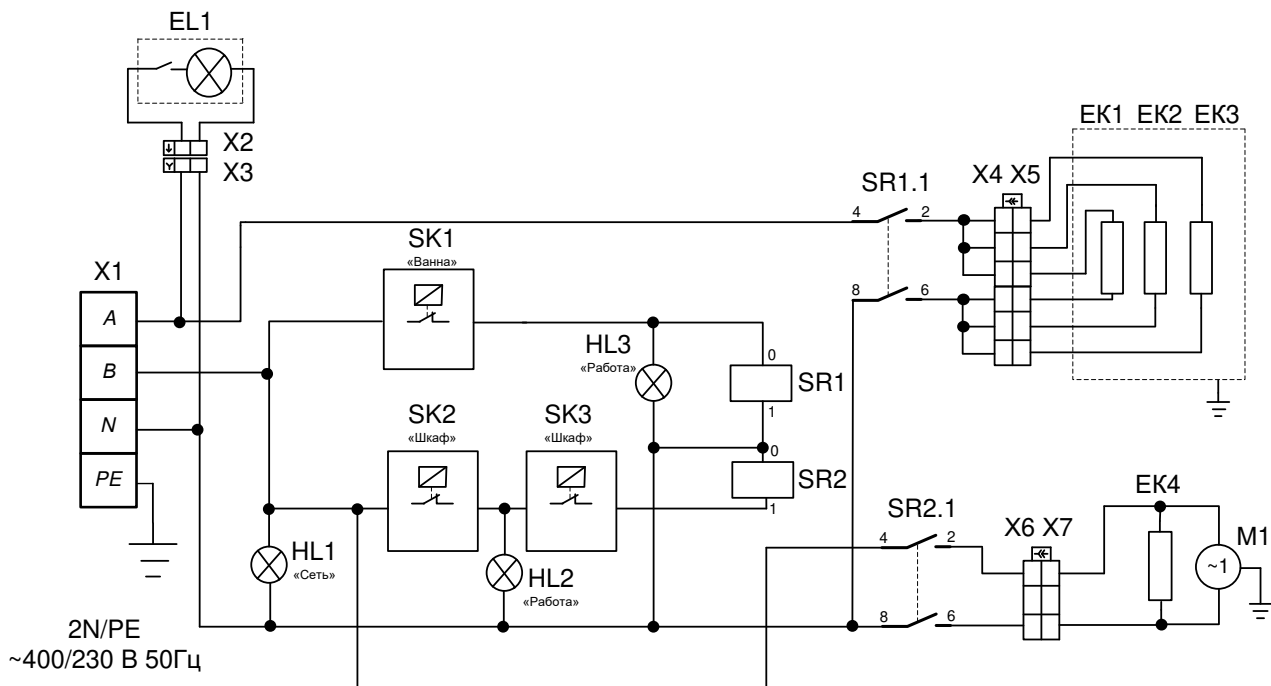 EL1
X2
X3
EK1 EK2 EK3
X4 X5
SR1.1
4
2
SK1
«Ванна»
X1
A
B
N
PE
8
6
HL3
«Работа»
0
SR1
1
SK2
«Шкаф»
SK3
«Шкаф»
0
SR2
1
HL1
«Сеть»
HL2
«Работа»
SR2.1
4
2
X6 X7
EK4
M1
~1
8
6
2N/PE
~400/230 В 50Гц